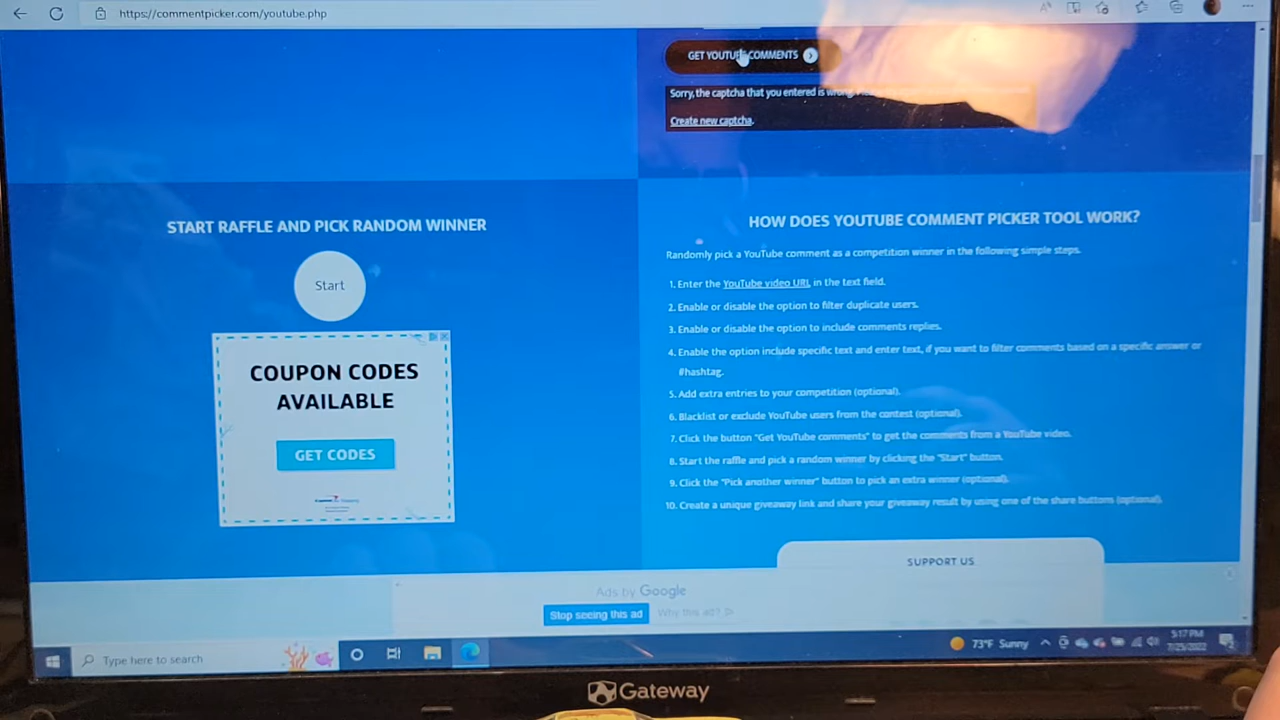 https://commentpicker.com/youtube.php
GET YOUTUBE COMMENTS
Sorry, the captcha that you entered is wrong.
Create new captcha.
START RAFFLE AND PICK RANDOM WINNER
Start
COUPON CODES
AVAILABLE
GET CODES
HOW DOES YOUTUBE COMMENT PICKER TOOL WORK?
Randomly pick a YouTube comment as a competition winner in the following simple steps.
1. Enter the YouTube video URL in the text field.
2. Enable or disable the option to filter duplicate users.
3. Enable or disable the option to include comments replies.
4. Enable the option include specific text and enter text, if you want to filter comments based on a specific answer or
#hashtag.
5. Add extra entries to your competition (optional).
6. Blacklist or exclude YouTube users from the contest (optional).
7. Click the button "Get YouTube comments" to get the comments from a YouTube video.
8. Start the raffle and pick a random winner by clicking the "Start" button.
9. Click the "Pick another winner" button to pick an extra winner (optional).
10. Create a unique giveaway link and share your giveaway result by using one of the share buttons (optional).
SUPPORT US
Ads by Google
Stop seeing this ad
Why this ad?
Type here to search
73°F Sunny
5:17 PM
7/25/2022
Gateway